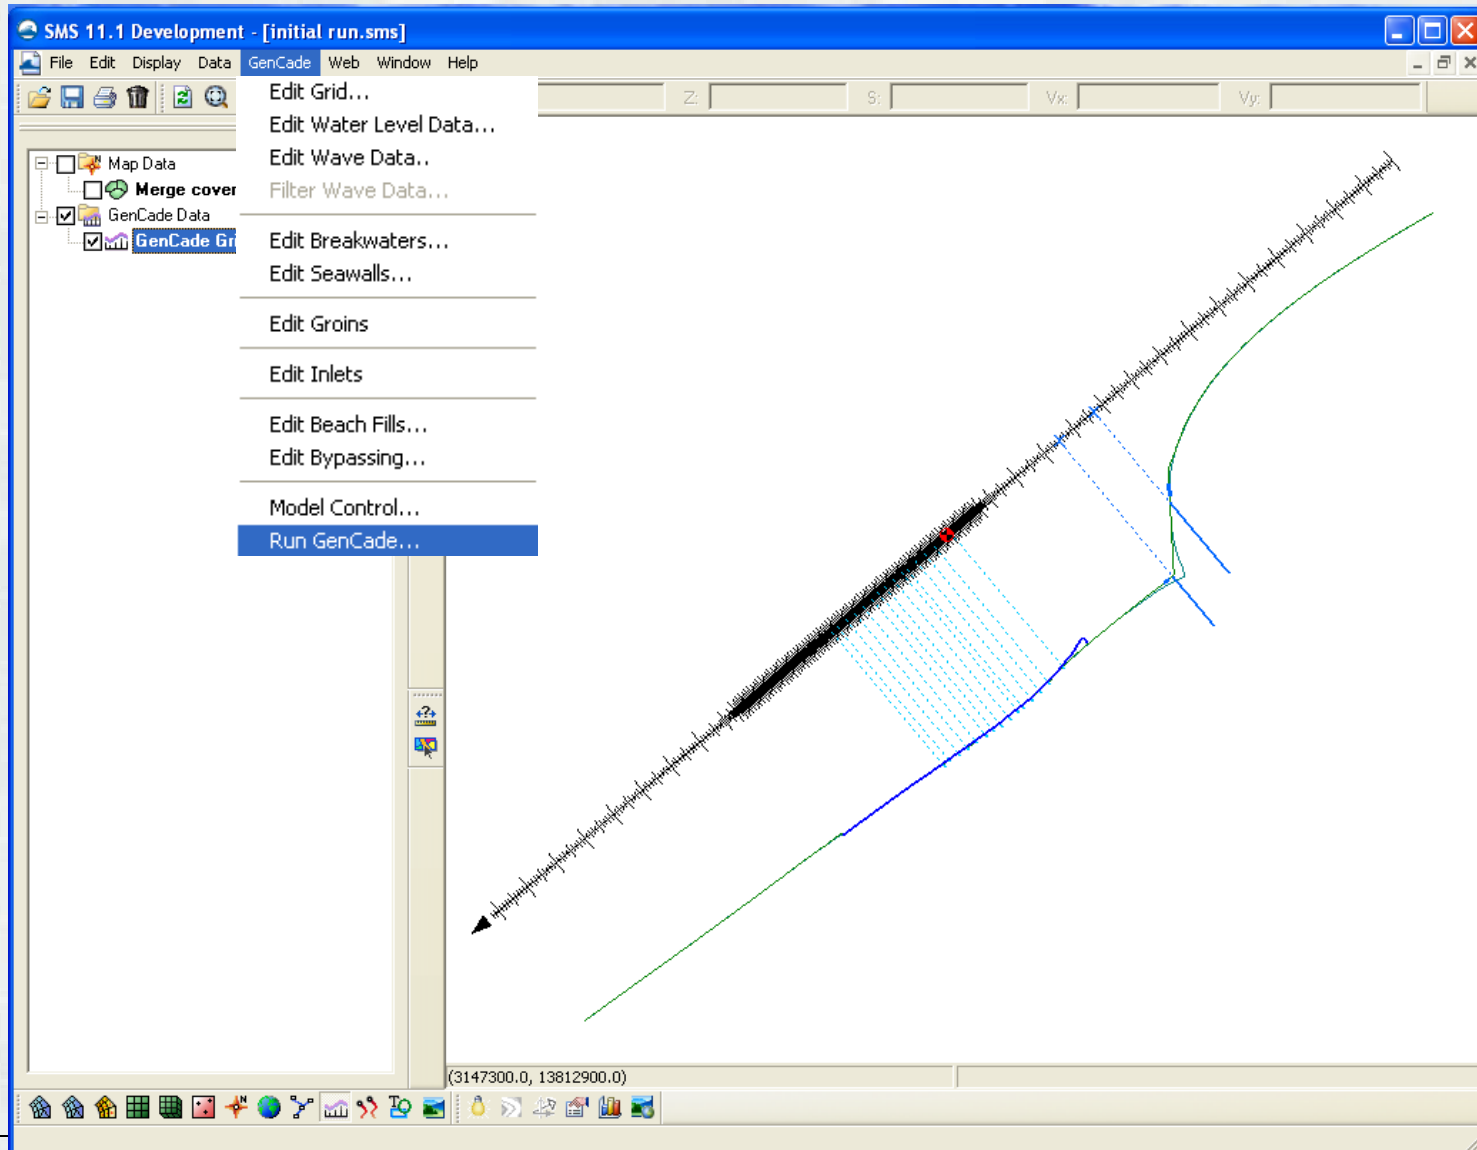 SMS 11.1 Development - [initial run.sms]
File Edit Display Data GenCade Web Window Help
Z: S: Vx: Vy:
Edit Grid...
Edit Water Level Data...
Edit Wave Data..
Filter Wave Data...
Edit Breakwaters...
Edit Seawalls...
Edit Groins
Edit Inlets
Edit Beach Fills...
Edit Bypassing...
Model Control...
Run GenCade...
Map Data
Merge cover
GenCade Data
GenCade Gri
(3147300.0, 13812900.0)